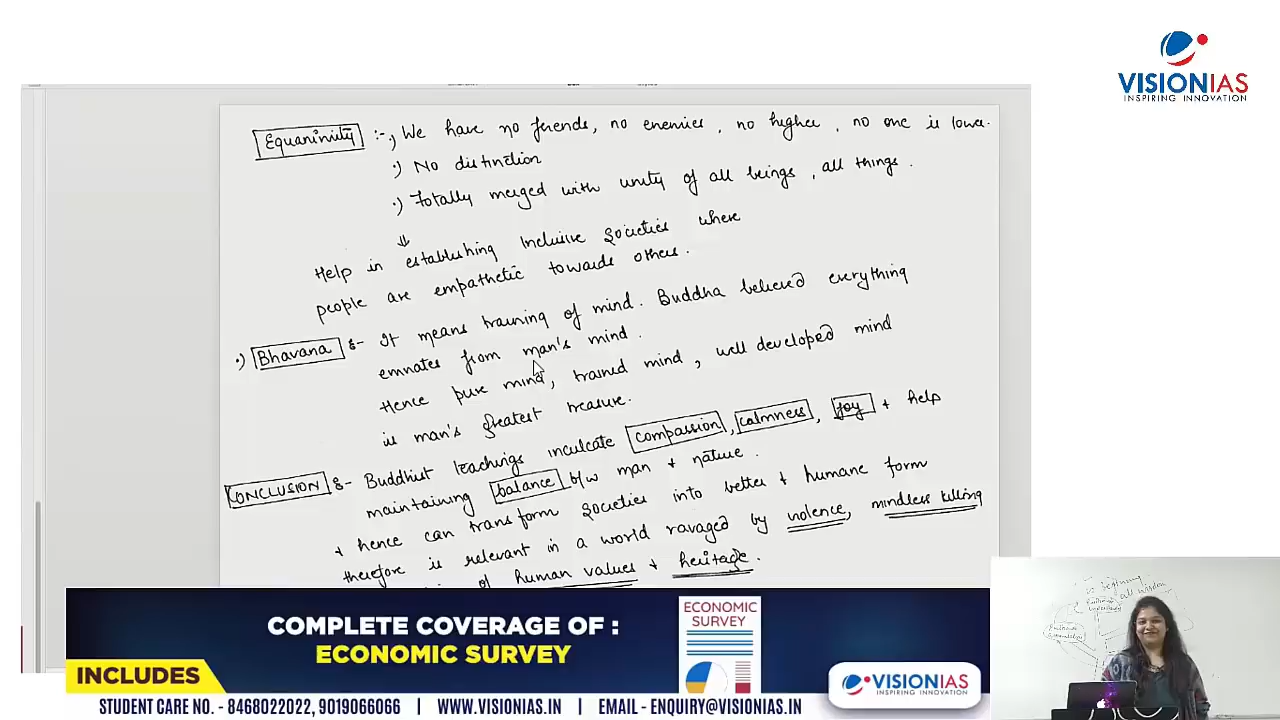 VISIONIAS
INSPIRING INNOVATION
Equaninity :- •) We have no friends, no enemies, no higher, no one is lower.
•) No distinction
•) Totally merged with unity of all beings, all things.
⇓
Help in establishing inclusive societies where
people are empathetic towards others.
•) Bhavana :- It means training of mind. Buddha believed everything
emnates from man's mind.
Hence pure mind, trained mind, well developed mind
is man's greatest treasure.
CONCLUSION :- Buddhist teachings inculcate compassion, calmness, joy + help
maintaining balance b/w man + nature.
+ hence can transform societies into better + humane form
therefore is relevant in a world ravaged by violence, mindless killing
of human values + heritage.
COMPLETE COVERAGE OF :
ECONOMIC SURVEY
ECONOMIC
SURVEY
INCLUDES
VISIONIAS
INSPIRING INNOVATION
STUDENT CARE NO. - 8468022022, 9019066066 | WWW.VISIONIAS.IN | EMAIL - ENQUIRY@VISIONIAS.IN